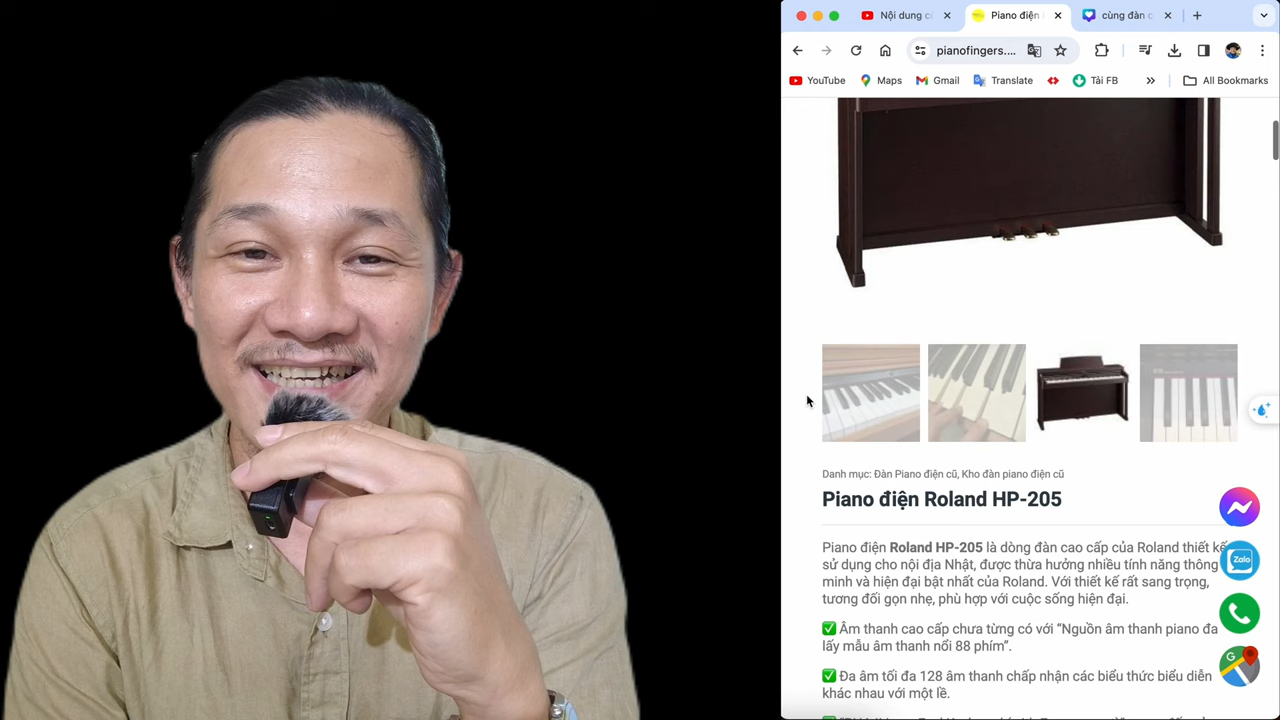 Nội dung c
Piano điện
cùng đàn c
pianofingers....
YouTube
Maps
Gmail
Translate
Tải FB
All Bookmarks
Danh mục: Đàn Piano điện cũ, Kho đàn piano điện cũ
Piano điện Roland HP-205
Piano điện Roland HP-205 là dòng đàn cao cấp của Roland thiết kế
sử dụng cho nội địa Nhật, được thừa hưởng nhiều tính năng thông
minh và hiện đại bật nhất của Roland. Với thiết kế rất sang trọng,
tương đối gọn nhẹ, phù hợp với cuộc sống hiện đại.
✅ Âm thanh cao cấp chưa từng có với “Nguồn âm thanh piano đa
lấy mẫu âm thanh nổi 88 phím”.
Zalo
✅ Đa âm tối đa 128 âm thanh chấp nhận các biểu thức biểu diễn
khác nhau với một lề.